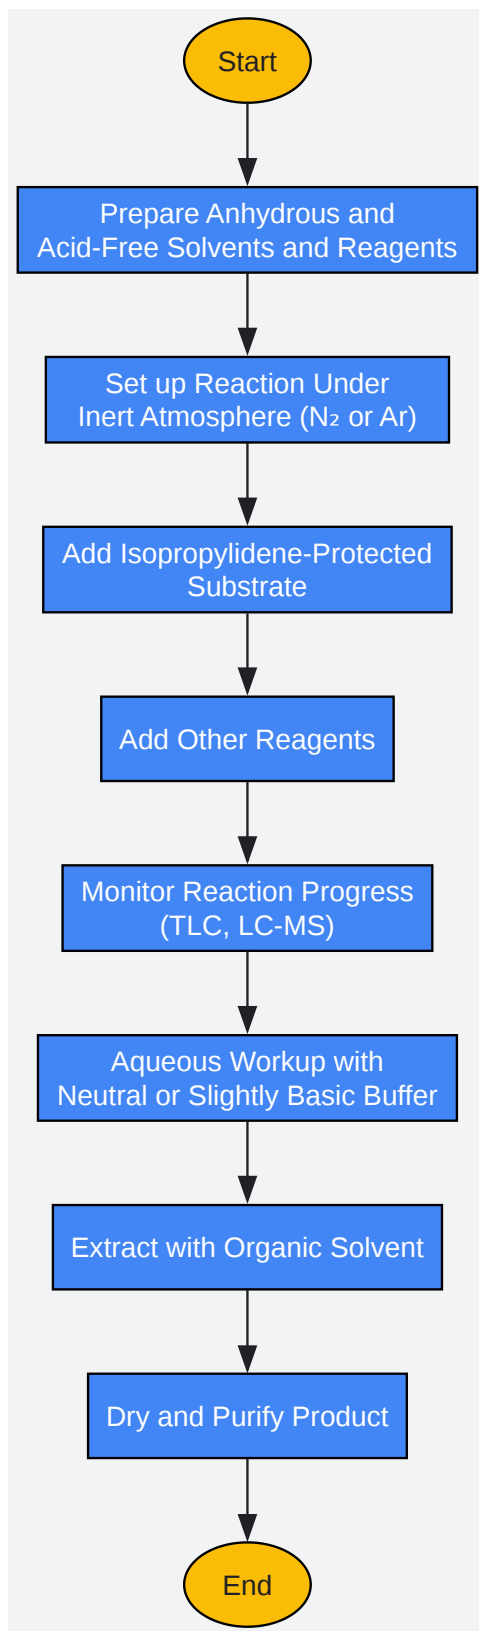 Start
Prepare Anhydrous and
Acid-Free Solvents and Reagents
Set up Reaction Under
Inert Atmosphere (N₂ or Ar)
Add Isopropylidene-Protected
Substrate
Add Other Reagents
Monitor Reaction Progress
(TLC, LC-MS)
Aqueous Workup with
Neutral or Slightly Basic Buffer
Extract with Organic Solvent
Dry and Purify Product
End